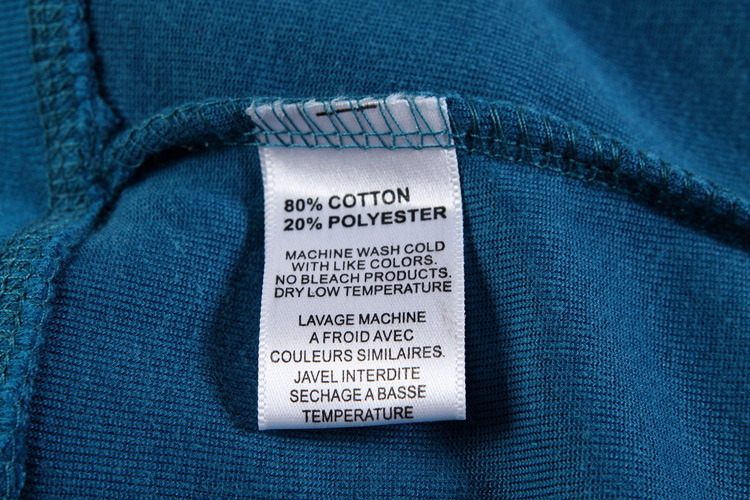 80% COTTON
20% POLYESTER
MACHINE WASH COLD
WITH LIKE COLORS.
NO BLEACH PRODUCTS.
DRY LOW TEMPERATURE
LAVAGE MACHINE
A FROID AVEC
COULEURS SIMILAIRES.
JAVEL INTERDITE
SECHAGE A BASSE
TEMPERATURE